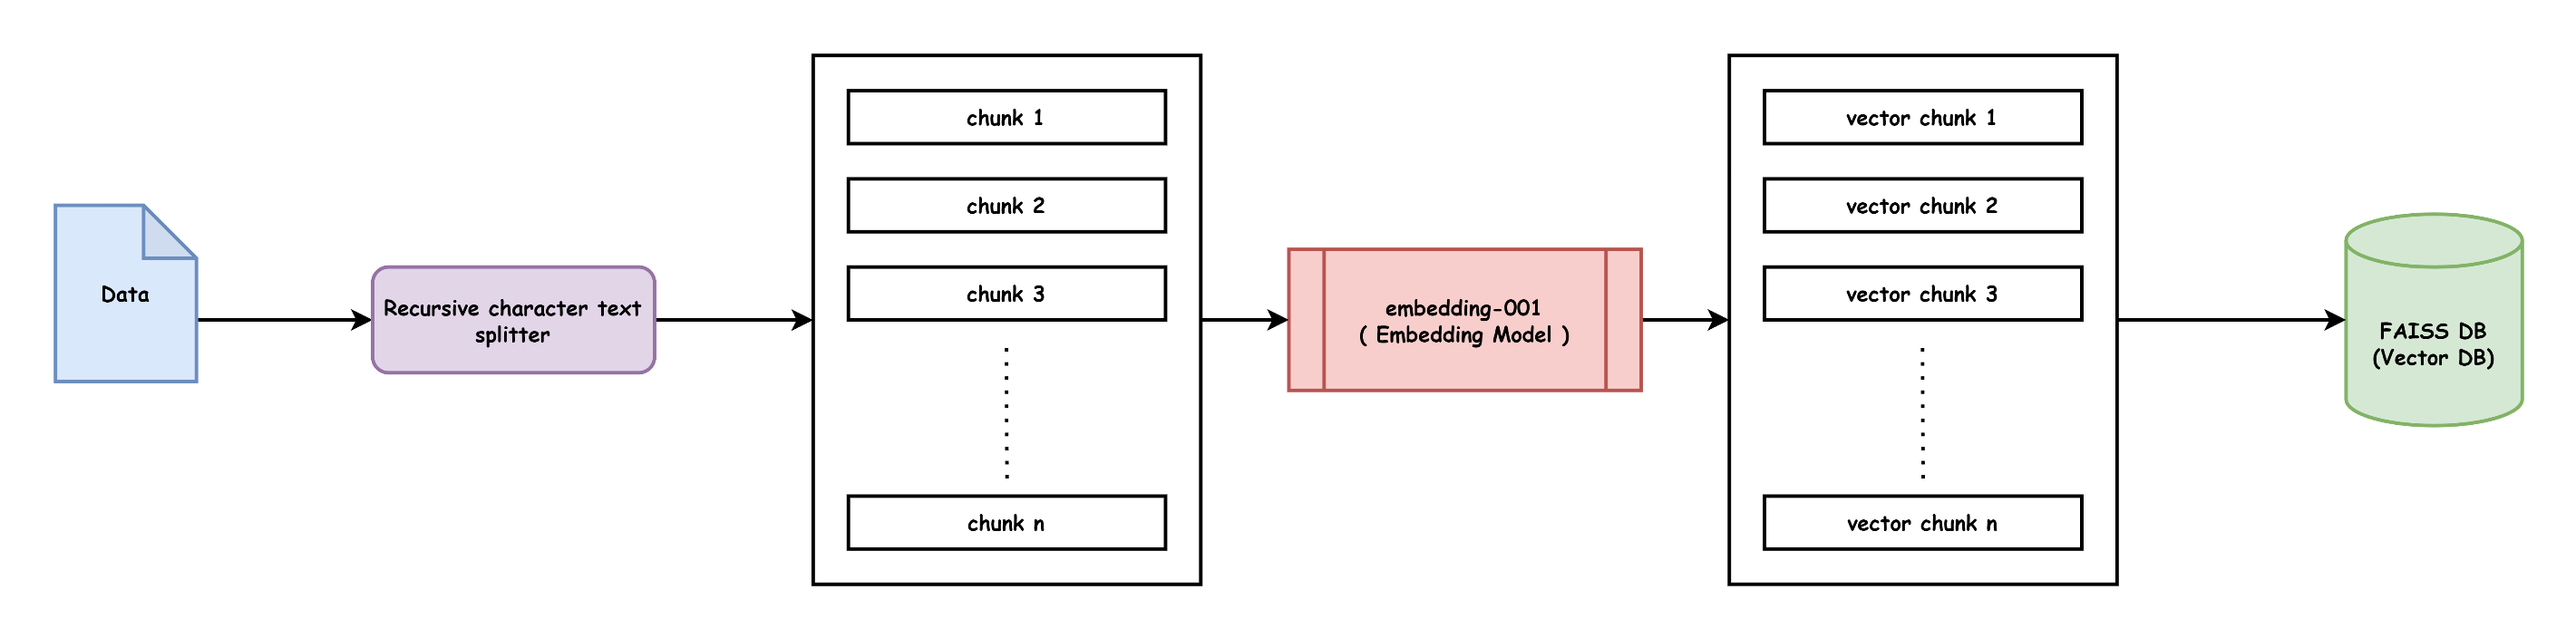 Data
Recursive character text
splitter
chunk 1
chunk 2
chunk 3
chunk n
embedding-001
( Embedding Model )
vector chunk 1
vector chunk 2
vector chunk 3
vector chunk n
FAISS DB
(Vector DB)